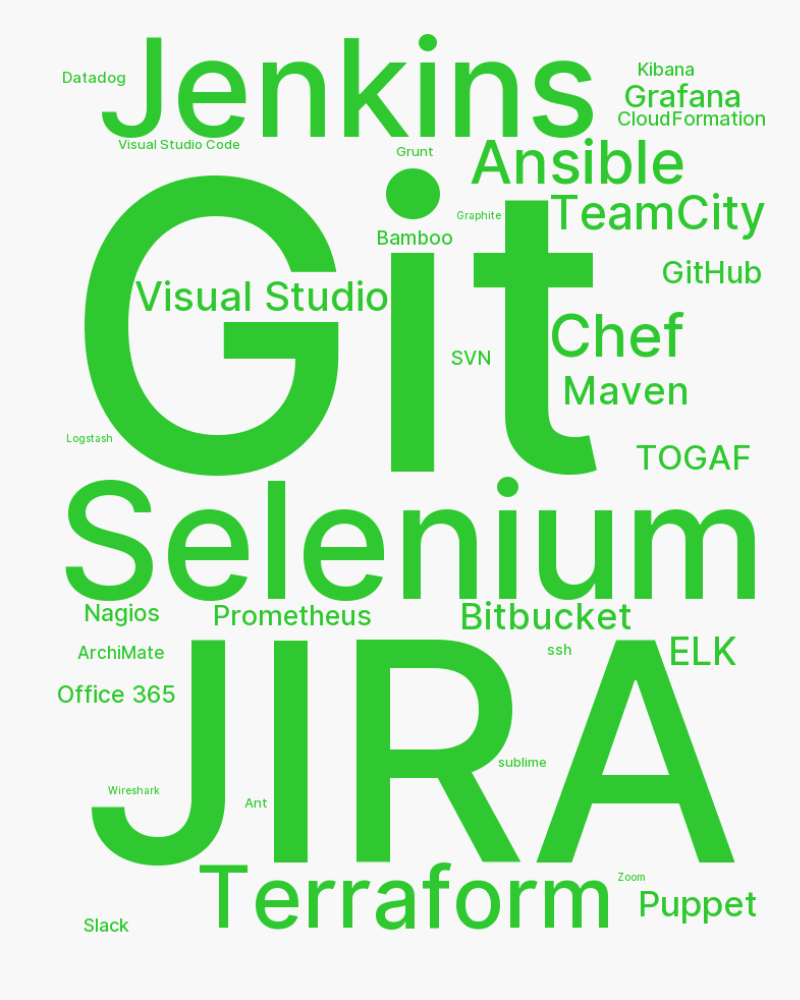 Jenkins
Datadog
Kibana
Grafana
CloudFormation
Visual Studio Code
Grunt
Ansible
Git
TeamCity
Graphite
Bamboo
GitHub
Visual Studio
Chef
SVN
Maven
Logstash
TOGAF
Selenium
Nagios
Prometheus
Bitbucket
JIRA
ssh
ELK
ArchiMate
Office 365
sublime
Wireshark
Ant
Terraform
Zoom
Puppet
Slack